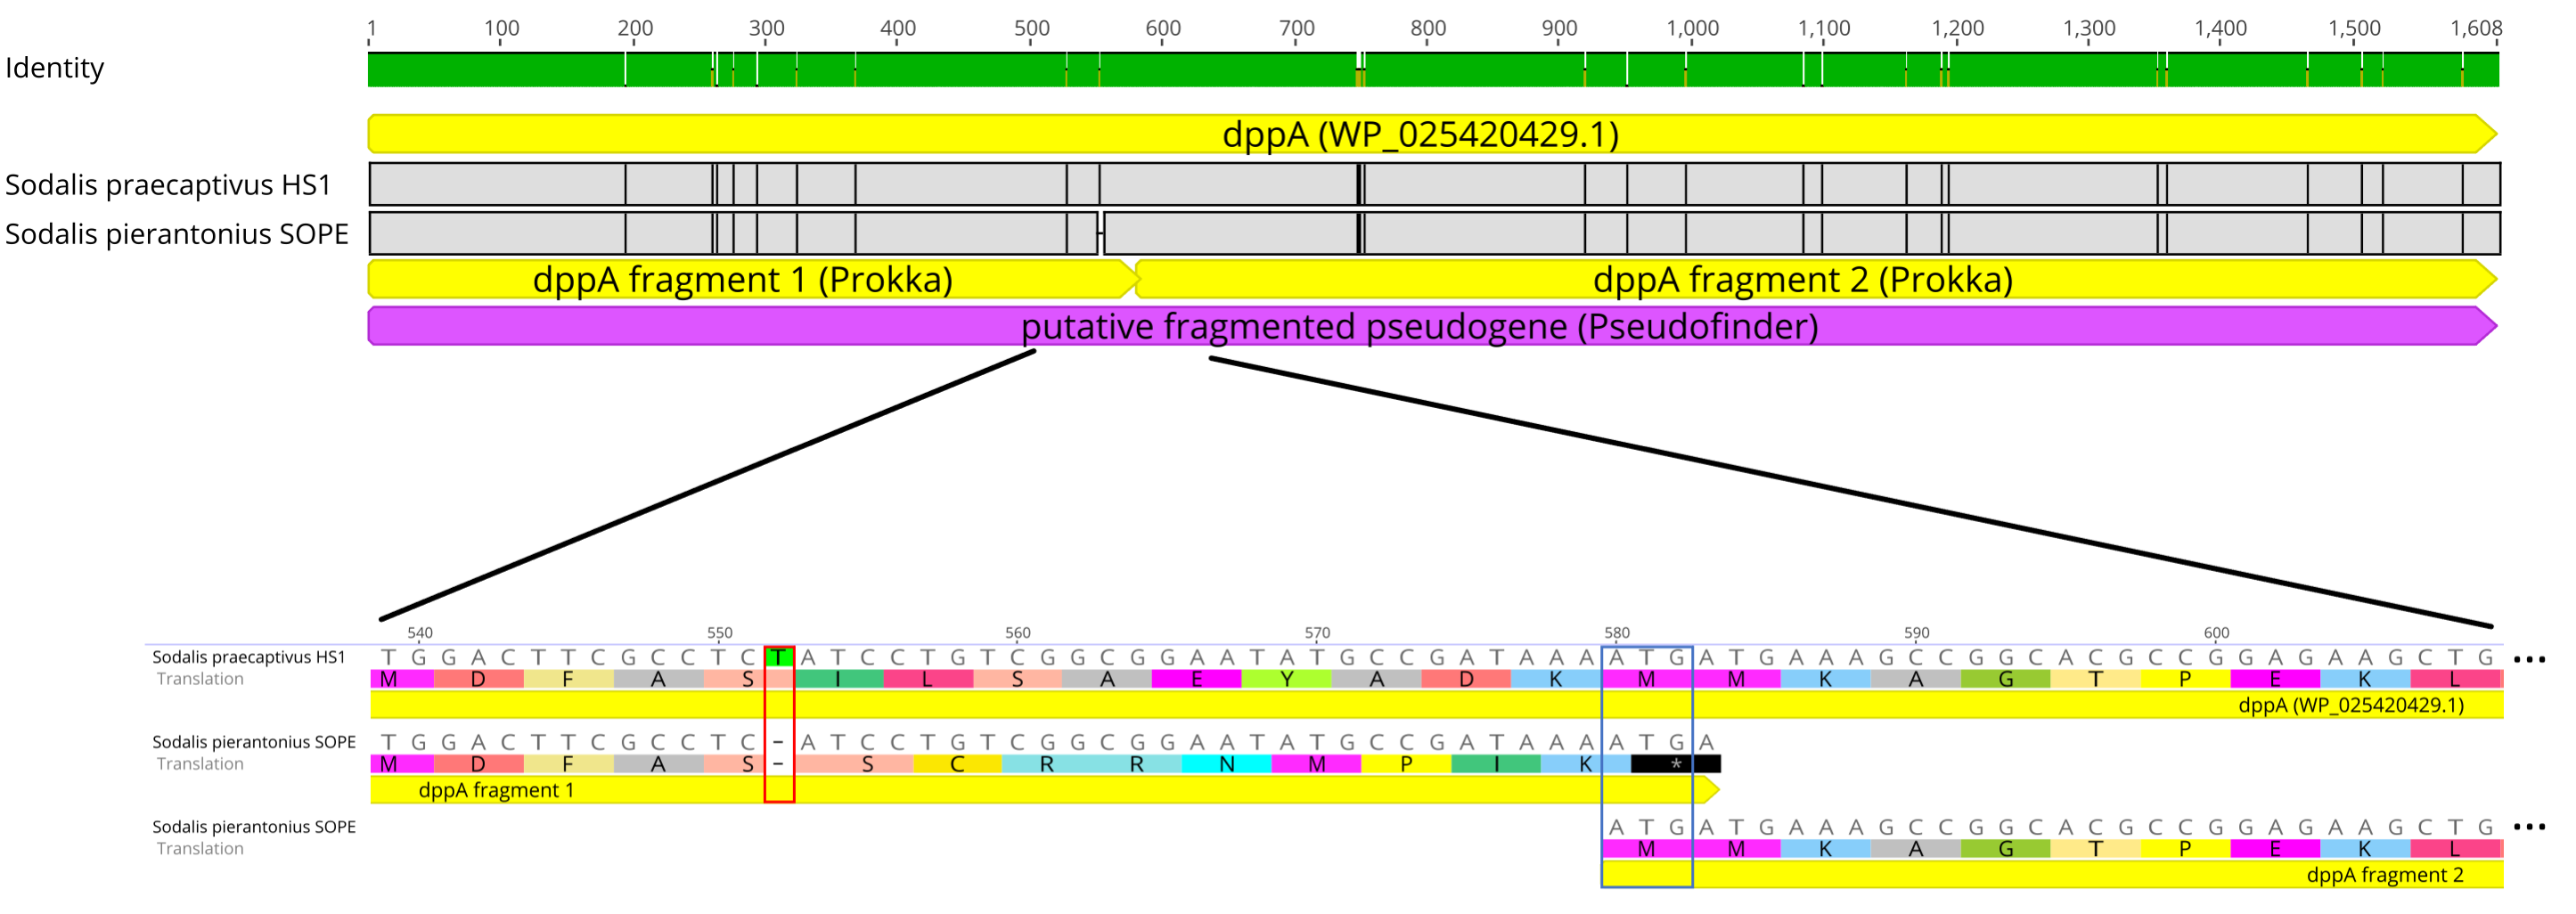 1 100 200 300 400 500 600 700 800 900 1,000 1,100 1,200 1,300 1,400 1,500 1,608
Identity
dppA (WP_025420429.1)
Sodalis praecaptivus HS1
Sodalis pierantonius SOPE
dppA fragment 1 (Prokka) dppA fragment 2 (Prokka)
putative fragmented pseudogene (Pseudofinder)
540 550 560 570 580 590 600
Sodalis praecaptivus HS1 T G G A C T T C G C C T C T A T C C T G T C G G C G G A A T A T G C C G A T A A A A T G A T G A A A G C C G G C A C G C C G G A G A A G C T G ...
Translation M D F A S I L S A E Y A D K M M K A G T P E K L
dppA (WP_025420429.1)
Sodalis pierantonius SOPE T G G A C T T C G C C T C - A T C C T G T C G G C G G A A T A T G C C G A T A A A A T G A
Translation M D F A S - S C R R N M P I K *
dppA fragment 1
Sodalis pierantonius SOPE A T G A T G A A A G C C G G C A C G C C G G A G A A G C T G ...
Translation M M K A G T P E K L
dppA fragment 2